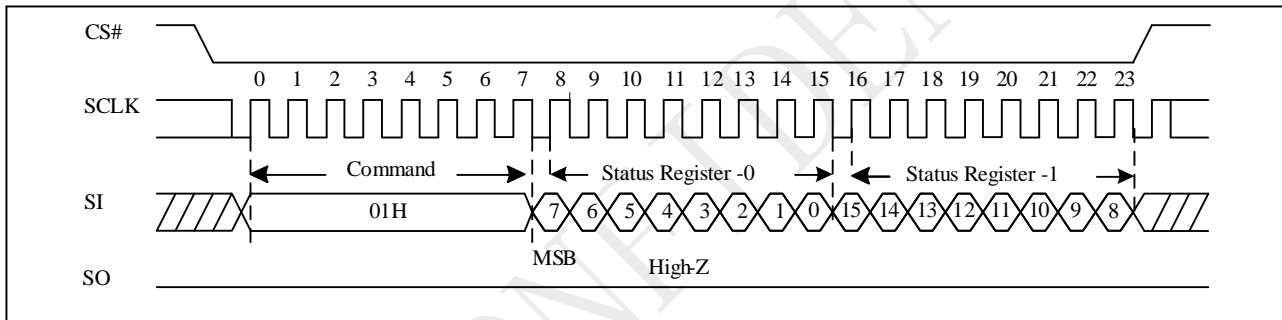 CS#
0 1 2 3 4 5 6 7 8 9 10 11 12 13 14 15 16 17 18 19 20 21 22 23
SCLK
Command Status Register -0 Status Register -1
SI 01H 7 6 5 4 3 2 1 0 15 14 13 12 11 10 9 8
MSB High-Z
SO